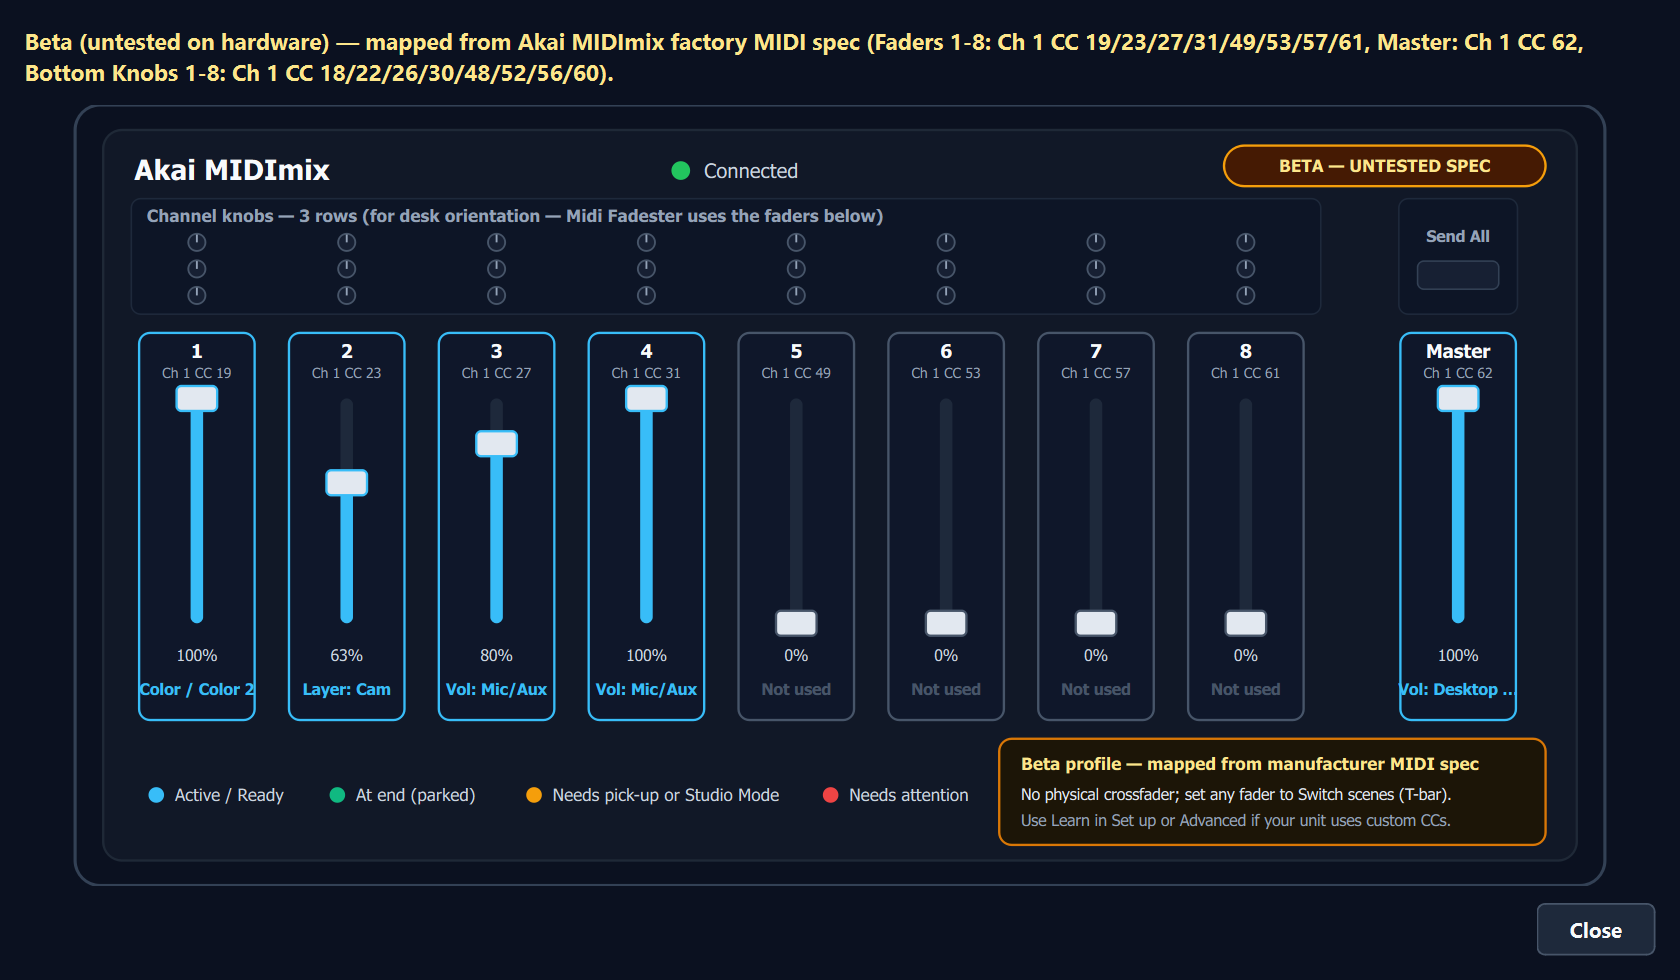 Beta (untested on hardware) — mapped from Akai MIDImix factory MIDI spec (Faders 1-8: Ch 1 CC 19/23/27/31/49/53/57/61, Master: Ch 1 CC 62,
Bottom Knobs 1-8: Ch 1 CC 18/22/26/30/48/52/56/60).
Akai MIDImix
Connected
BETA — UNTESTED SPEC
Channel knobs — 3 rows (for desk orientation — Midi Fadester uses the faders below)
Send All
1
Ch 1 CC 19
100%
Color / Color 2
2
Ch 1 CC 23
63%
Layer: Cam
3
Ch 1 CC 27
80%
Vol: Mic/Aux
4
Ch 1 CC 31
100%
Vol: Mic/Aux
5
Ch 1 CC 49
0%
Not used
6
Ch 1 CC 53
0%
Not used
7
Ch 1 CC 57
0%
Not used
8
Ch 1 CC 61
0%
Not used
Master
Ch 1 CC 62
100%
Vol: Desktop ...
Active / Ready
At end (parked)
Needs pick-up or Studio Mode
Needs attention
Beta profile — mapped from manufacturer MIDI spec
No physical crossfader; set any fader to Switch scenes (T-bar).
Use Learn in Set up or Advanced if your unit uses custom CCs.
Close